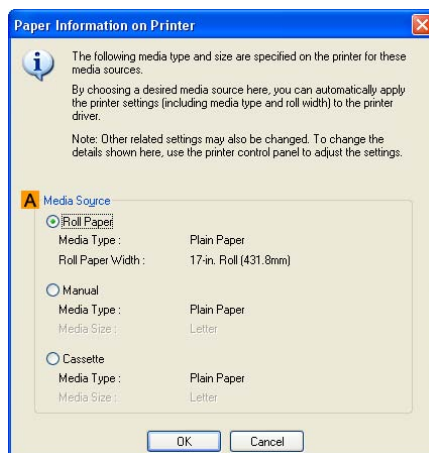 Paper Information on Printer
The following media type and size are specified on the printer for these
media sources.
By choosing a desired media source here, you can automatically apply
the printer settings (including media type and roll width) to the printer
driver.
Note: Other related settings may also be changed. To change the
details shown here, use the printer control panel to adjust the settings.
A Media Source
Roll Paper
Media Type : Plain Paper
Roll Paper Width : 17-in. Roll (431.8mm)
Manual
Media Type : Plain Paper
Media Size : Letter
Cassette
Media Type : Plain Paper
Media Size : Letter
OK Cancel